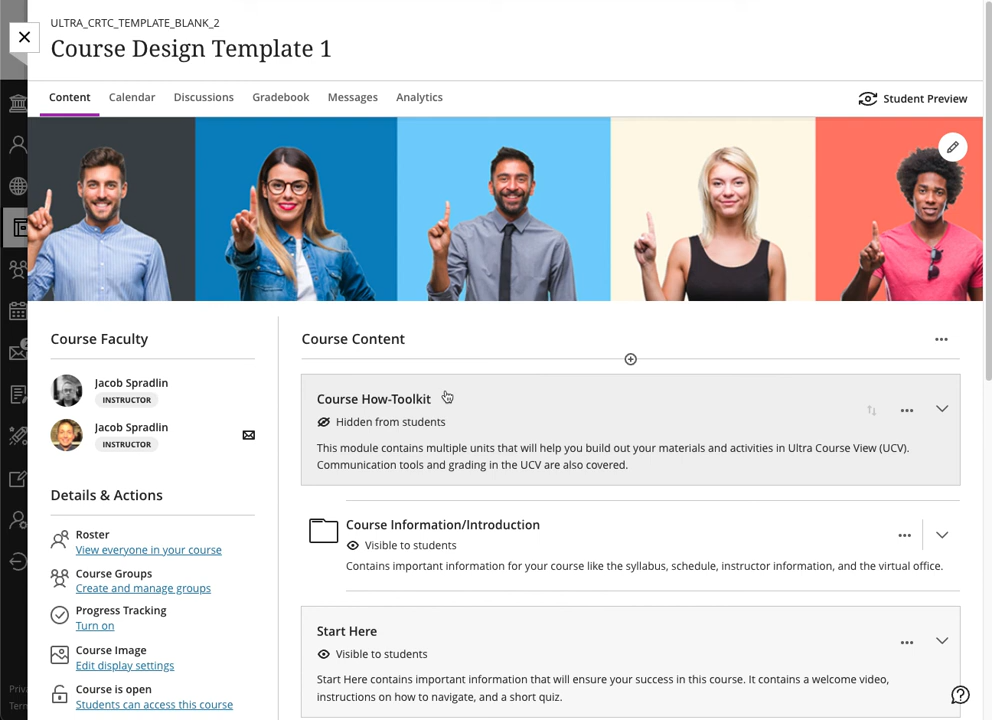 ULTRA_CRTC_TEMPLATE_BLANK_2
Course Design Template 1
Content
Calendar
Discussions
Gradebook
Messages
Analytics
Student Preview
Course Faculty
Jacob Spradlin
INSTRUCTOR
Jacob Spradlin
INSTRUCTOR
Details & Actions
Roster
View everyone in your course
Course Groups
Create and manage groups
Progress Tracking
Turn on
Course Image
Edit display settings
Course is open
Students can access this course
Course Content
Course How-Toolkit
Hidden from students
This module contains multiple units that will help you build out your materials and activities in Ultra Course View (UCV).
Communication tools and grading in the UCV are also covered.
Course Information/Introduction
Visible to students
Contains important information for your course like the syllabus, schedule, instructor information, and the virtual office.
Start Here
Visible to students
Start Here contains important information that will ensure your success in this course. It contains a welcome video,
instructions on how to navigate, and a short quiz.